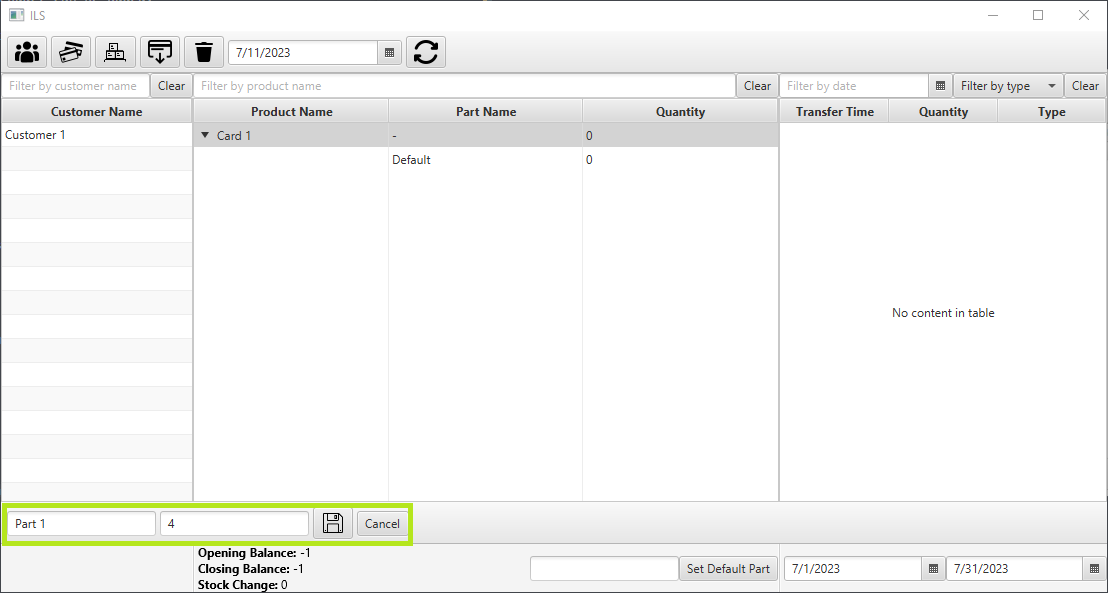 ILS
7/11/2023
Filter by customer name Clear Filter by product name Clear Filter by date Filter by type Clear
Customer Name Product Name Part Name Quantity Transfer Time Quantity Type
Customer 1 Card 1 - 0
Default 0
No content in table
Part 1 4 Cancel
Opening Balance: -1
Closing Balance: -1 Set Default Part 7/1/2023 7/31/2023
Stock Change: 0